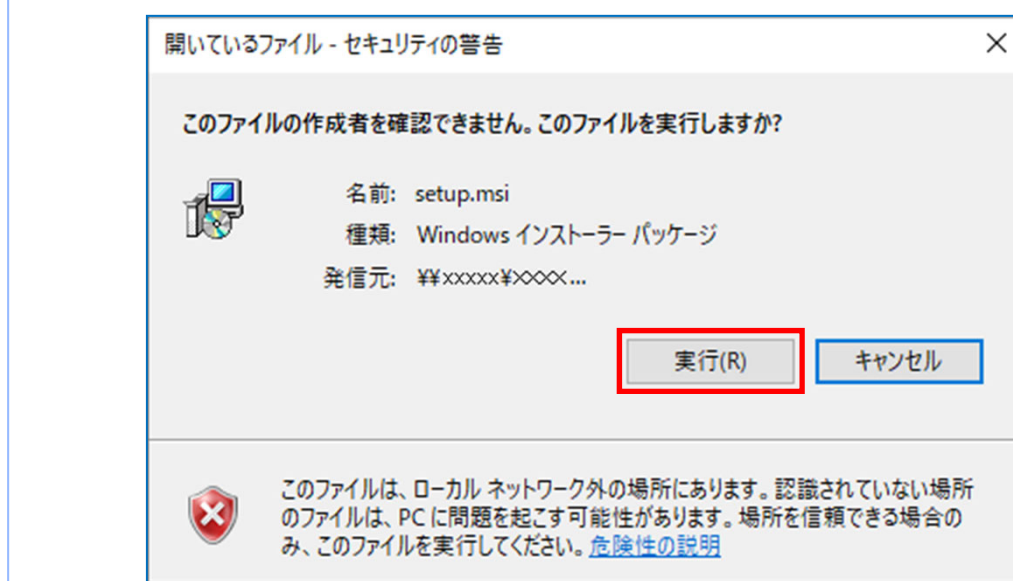 開いているファイル - セキュリティの警告
このファイルの作成者を確認できません。このファイルを実行しますか?
名前: setup.msi
種類: Windows インストーラー パッケージ
発信元: ¥¥xxxxx¥xxxxx...
実行(R) キャンセル
このファイルは、ローカル ネットワーク外の場所にあります。認識されていない場所
のファイルは、PC に問題を起こす可能性があります。場所を信頼できる場合の
み、このファイルを実行してください。危険性の説明